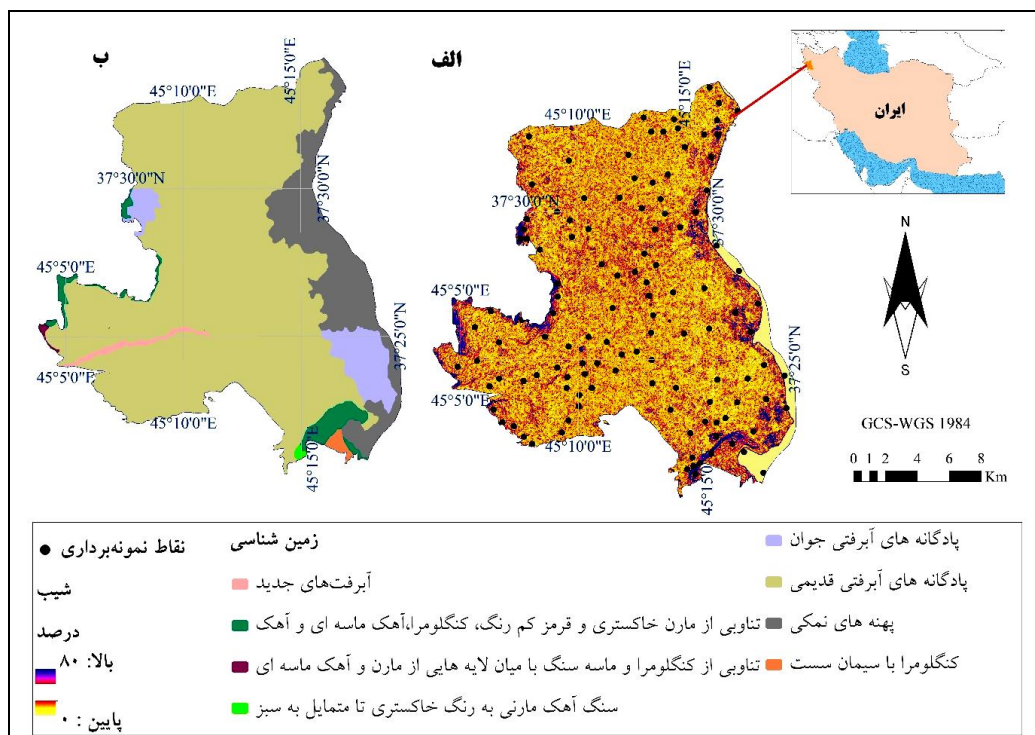 ب
الف
ایران
45°10'0"E
45°15'0"E
37°30'0"N
37°30'0"N
45°5'0"E
37°25'0"N
45°5'0"E
45°10'0"E
45°15'0"E
45°10'0"E
45°15'0"E
37°30'0"N
37°30'0"N
45°5'0"E
37°25'0"N
45°5'0"E
45°10'0"E
45°15'0"E
N
S
GCS-WGS 1984
0 1 2 4 6 8
Km
نقاط نمونه‌برداری
شیب
درصد
بالا: ۸۰
پایین : ۰
زمین شناسی
آبرفت‌های جدید
تناوبی از مارن خاکستری و قرمز کم رنگ، کنگلومرا،آهک ماسه ای و آهک
تناوبی از کنگلومرا و ماسه سنگ با میان لایه هایی از مارن و آهک ماسه ای
سنگ آهک مارنی به رنگ خاکستری تا متمایل به سبز
پادگانه های آبرفتی جوان
پادگانه های آبرفتی قدیمی
پهنه های نمکی
کنگلومرا با سیمان سست